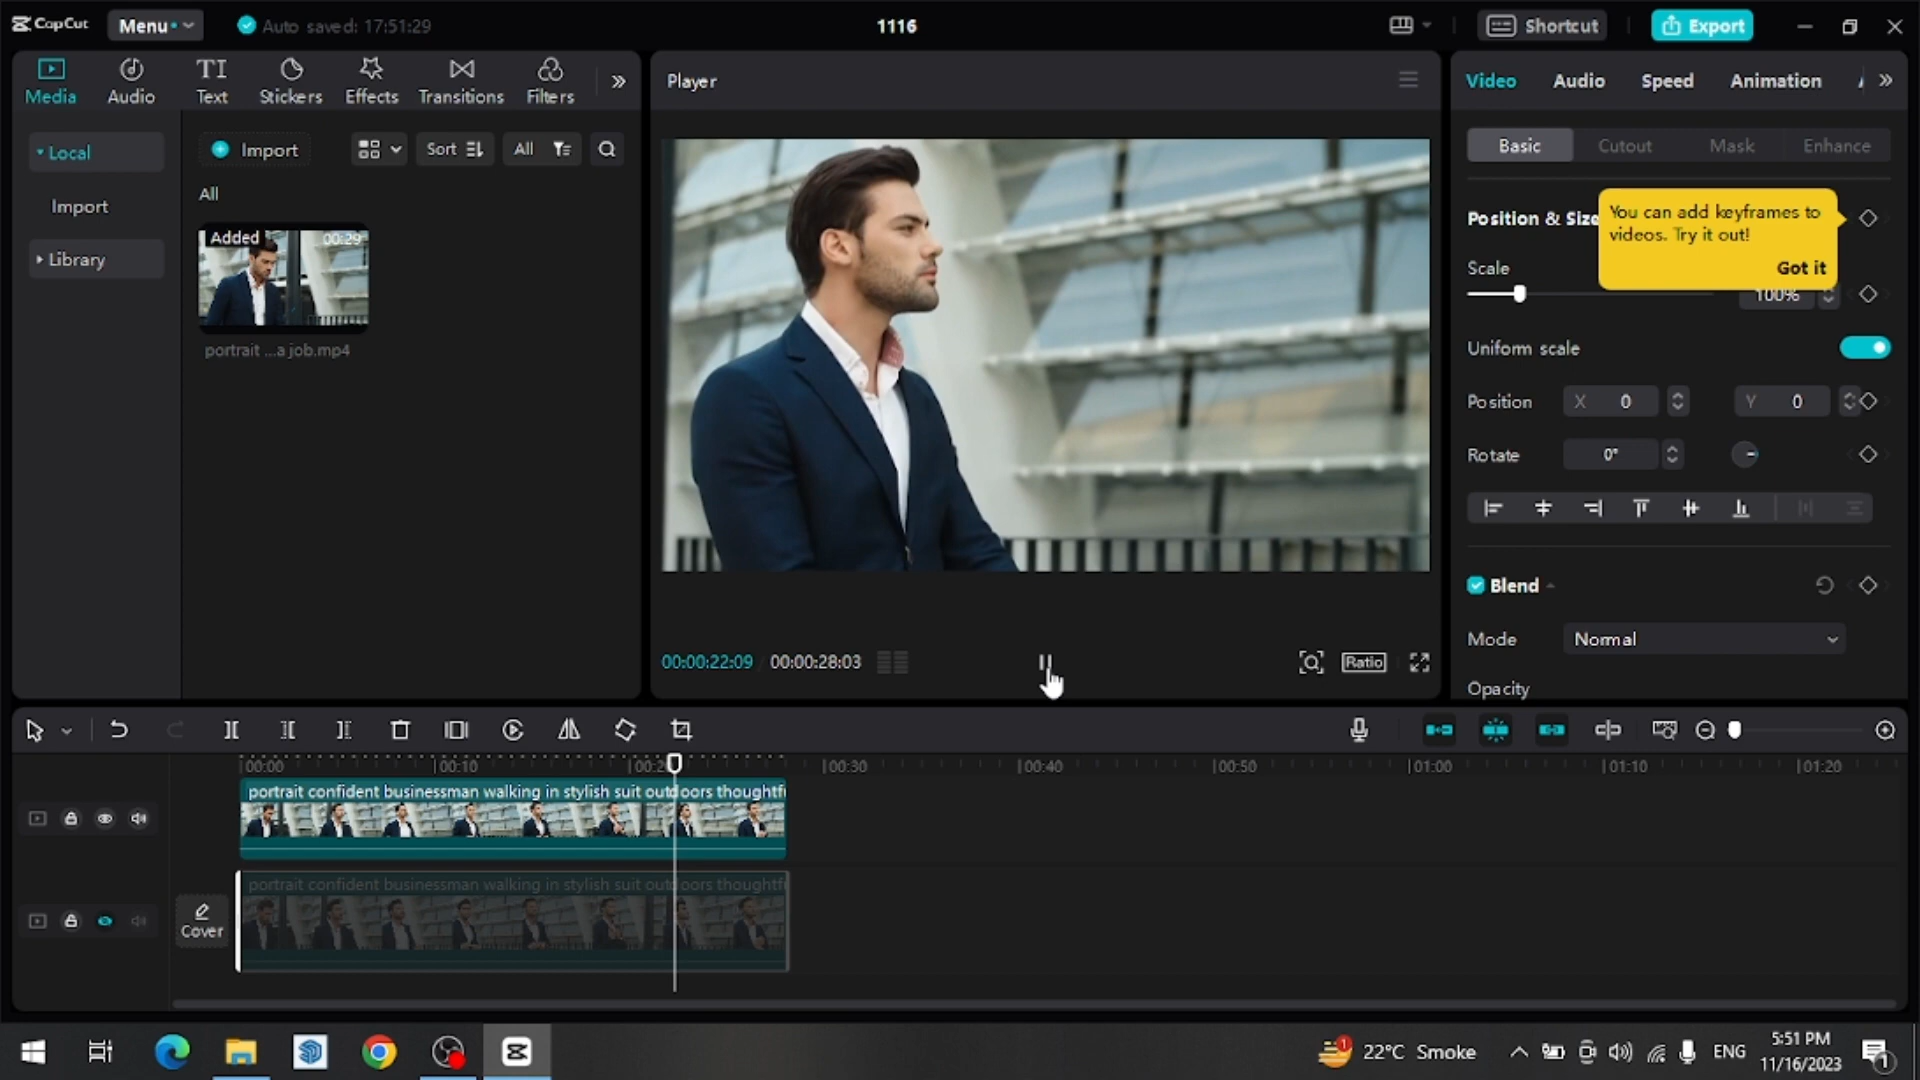 CapCut
Menu
Auto saved: 17:51:29
1116
Shortcut
Export
Media
Audio
Text
Stickers
Effects
Transitions
Filters
Player
Video
Audio
Speed
Animation
Local
Import
Library
Import
Sort
All
All
Added
00:29
portrait ...a job.mp4
Basic
Cutout
Mask
Enhance
Position & Size
You can add keyframes to
videos. Try it out!
Got it
Scale
100%
Uniform scale
Position
X 0
Y 0
Rotate
0°
Blend
Mode
Normal
Opacity
00:00:22:09
00:00:28:03
Ratio
00:00
00:10
00:30
00:40
00:50
01:00
01:10
01:20
portrait confident businessman walking in stylish suit outdoors
portrait confident businessman walking in stylish suit outdoors
Cover
1
22°C Smoke
ENG
5:51 PM
11/16/2023
1